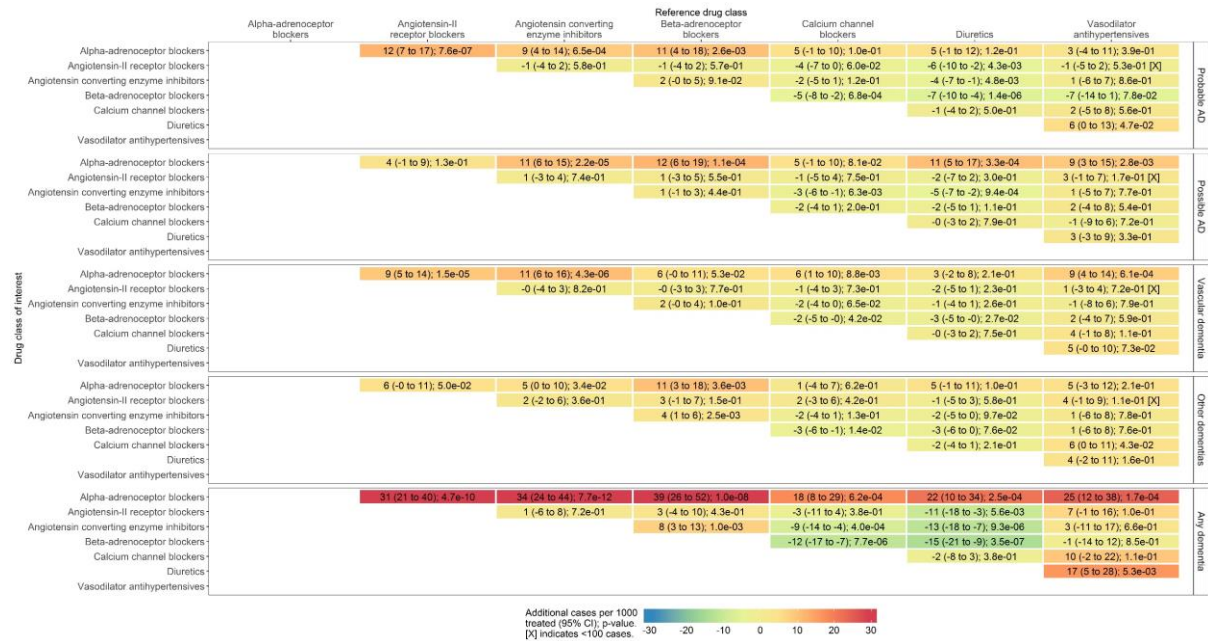 Reference drug class
Alpha-adrenoceptor blockers
Angiotensin-II receptor blockers
Angiotensin converting enzyme inhibitors
Beta-adrenoceptor blockers
Calcium channel blockers
Diuretics
Vasodilator antihypertensives
Drug class of interest
Probable AD
Alpha-adrenoceptor blockers 12 (7 to 17); 7.6e-07 9 (4 to 14); 6.5e-04 11 (4 to 18); 2.6e-03 5 (-1 to 10); 1.0e-01 5 (-1 to 12); 1.2e-01 3 (-4 to 11); 3.9e-01
Angiotensin-II receptor blockers -1 (-4 to 2); 5.8e-01 -1 (-4 to 2); 5.7e-01 -4 (-7 to 0); 6.0e-02 -6 (-10 to -2); 4.3e-03 -1 (-5 to 2); 5.3e-01 [X]
Angiotensin converting enzyme inhibitors 2 (-0 to 5); 9.1e-02 -2 (-5 to 1); 1.2e-01 -4 (-7 to -1); 4.8e-03 1 (-6 to 7); 8.6e-01
Beta-adrenoceptor blockers -5 (-8 to -2); 6.8e-04 -7 (-10 to -4); 1.4e-06 -7 (-14 to 1); 7.8e-02
Calcium channel blockers -1 (-4 to 2); 5.0e-01 2 (-5 to 8); 5.6e-01
Diuretics 6 (0 to 13); 4.7e-02
Vasodilator antihypertensives
Possible AD
Alpha-adrenoceptor blockers 4 (-1 to 9); 1.3e-01 11 (6 to 15); 2.2e-05 12 (6 to 19); 1.1e-04 5 (-1 to 10); 8.1e-02 11 (5 to 17); 3.3e-04 9 (3 to 15); 2.8e-03
Angiotensin-II receptor blockers 1 (-3 to 4); 7.4e-01 1 (-3 to 5); 5.5e-01 -1 (-5 to 4); 7.5e-01 -2 (-7 to 2); 3.0e-01 3 (-1 to 7); 1.7e-01 [X]
Angiotensin converting enzyme inhibitors 1 (-1 to 3); 4.4e-01 -3 (-6 to -1); 6.3e-03 -5 (-7 to -2); 9.4e-04 1 (-5 to 7); 7.7e-01
Beta-adrenoceptor blockers -2 (-4 to 1); 2.0e-01 -2 (-5 to 1); 1.1e-01 2 (-4 to 8); 5.4e-01
Calcium channel blockers -0 (-3 to 2); 7.9e-01 -1 (-9 to 6); 7.2e-01
Diuretics 3 (-3 to 9); 3.3e-01
Vasodilator antihypertensives
Vascular dementia
Alpha-adrenoceptor blockers 9 (5 to 14); 1.5e-05 11 (6 to 16); 4.3e-06 6 (-0 to 11); 5.3e-02 6 (1 to 10); 8.8e-03 3 (-2 to 8); 2.1e-01 9 (4 to 14); 6.1e-04
Angiotensin-II receptor blockers -0 (-4 to 3); 8.2e-01 -0 (-3 to 3); 7.7e-01 -1 (-4 to 3); 7.3e-01 -2 (-5 to 1); 2.3e-01 1 (-3 to 4); 7.2e-01 [X]
Angiotensin converting enzyme inhibitors 2 (-0 to 4); 1.0e-01 -2 (-4 to 0); 6.5e-02 -1 (-4 to 1); 2.6e-01 -1 (-8 to 6); 7.9e-01
Beta-adrenoceptor blockers -2 (-5 to -0); 4.2e-02 -3 (-5 to -0); 2.7e-02 2 (-4 to 7); 5.9e-01
Calcium channel blockers -0 (-3 to 2); 7.5e-01 4 (-1 to 8); 1.1e-01
Diuretics 5 (-0 to 10); 7.3e-02
Vasodilator antihypertensives
Other dementias
Alpha-adrenoceptor blockers 6 (-0 to 11); 5.0e-02 5 (0 to 10); 3.4e-02 11 (3 to 18); 3.6e-03 1 (-4 to 7); 6.2e-01 5 (-1 to 11); 1.0e-01 5 (-3 to 12); 2.1e-01
Angiotensin-II receptor blockers 2 (-2 to 6); 3.6e-01 3 (-1 to 7); 1.5e-01 2 (-3 to 6); 4.2e-01 -1 (-5 to 3); 5.8e-01 4 (-1 to 9); 1.1e-01 [X]
Angiotensin converting enzyme inhibitors 4 (1 to 6); 2.5e-03 -2 (-4 to 1); 1.3e-01 -2 (-5 to 0); 9.7e-02 1 (-6 to 8); 7.8e-01
Beta-adrenoceptor blockers -3 (-6 to -1); 1.4e-02 -3 (-6 to 0); 7.6e-02 1 (-6 to 8); 7.6e-01
Calcium channel blockers -2 (-4 to 1); 2.1e-01 6 (0 to 11); 4.3e-02
Diuretics 4 (-2 to 11); 1.6e-01
Vasodilator antihypertensives
Any dementia
Alpha-adrenoceptor blockers 31 (21 to 40); 4.7e-10 34 (24 to 44); 7.7e-12 39 (26 to 52); 1.0e-08 18 (8 to 29); 6.2e-04 22 (10 to 34); 2.5e-04 25 (12 to 38); 1.7e-04
Angiotensin-II receptor blockers 1 (-6 to 8); 7.2e-01 3 (-4 to 10); 4.3e-01 -3 (-11 to 4); 3.8e-01 -11 (-18 to -3); 5.6e-03 7 (-1 to 16); 1.0e-01
Angiotensin converting enzyme inhibitors 8 (3 to 13); 1.0e-03 -9 (-14 to -4); 4.0e-04 -13 (-18 to -7); 9.3e-06 3 (-11 to 17); 6.6e-01
Beta-adrenoceptor blockers -12 (-17 to -7); 7.7e-06 -15 (-21 to -9); 3.5e-07 -1 (-14 to 12); 8.5e-01
Calcium channel blockers -2 (-8 to 3); 3.8e-01 10 (-2 to 22); 1.1e-01
Diuretics 17 (5 to 28); 5.3e-03
Vasodilator antihypertensives
Additional cases per 1000
treated (95% CI); p-value.
[X] indicates <100 cases.
-30 -20 -10 0 10 20 30